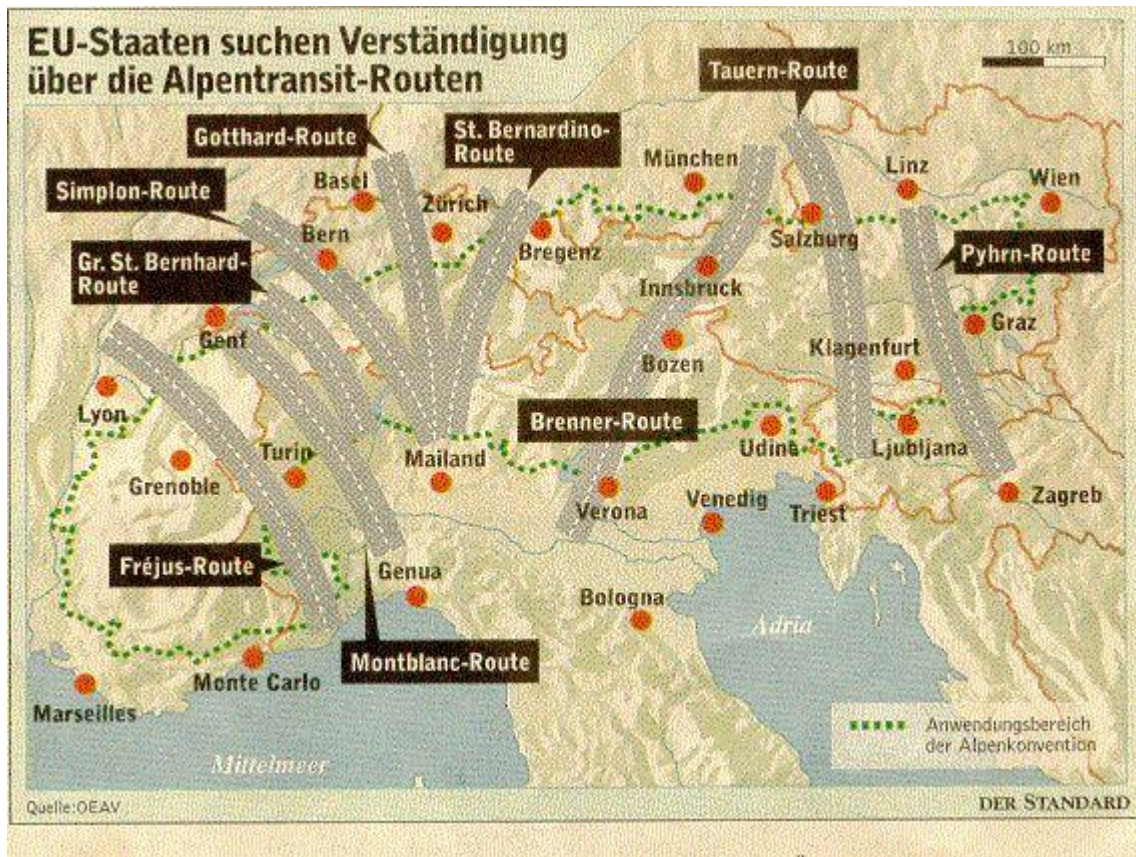 EU-Staaten suchen Verständigung
über die Alpentransit-Routen
100 km
Tauern-Route
Gotthard-Route
St. Bernardino-
Route
München
Linz
Wien
Simplon-Route
Basel
Zürich
Bern
Bregenz
Salzburg
Gr. St. Bernhard-
Route
Pyhrn-Route
Innsbruck
Genf
Graz
Bozen
Klagenfurt
Lyon
Brenner-Route
Turin
Mailand
Udine
Ljubljana
Grenoble
Verona
Venedig
Triest
Zagreb
Fréjus-Route
Genua
Bologna
Adria
Montblanc-Route
Monte Carlo
Marseilles
Anwendungsbereich
der Alpenkonvention
Mittelmeer
Quelle:OEAV
DER STANDARD